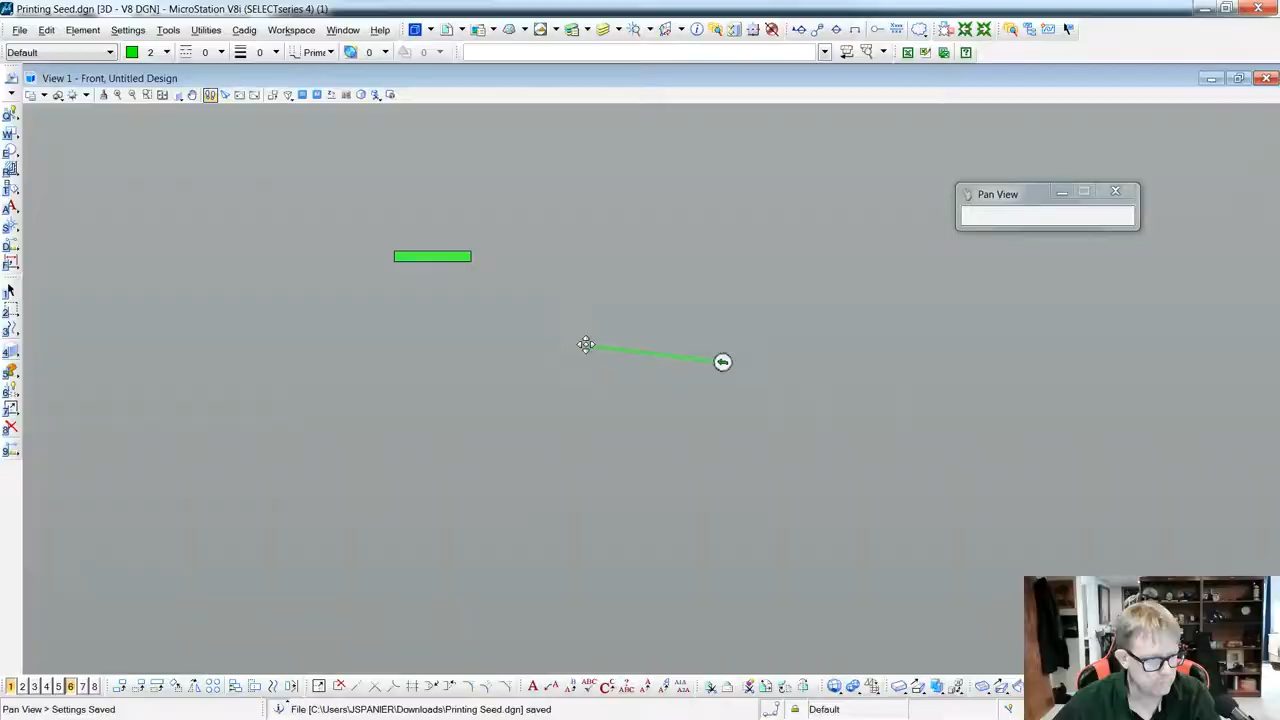 Printing Seed.dgn [3D - V8 DGN] - MicroStation V8i (SELECTseries 4) (1)
File Edit Element Settings Tools Utilities Cadig Workspace Window Help
Default 2 0 0 Prima 0 0
View 1 - Front, Untitled Design
Pan View
1 2 3 4 5 6 7 8
Pan View > Settings Saved
File [C:\Users\JSPANIER\Downloads\Printing Seed.dgn] saved
Default